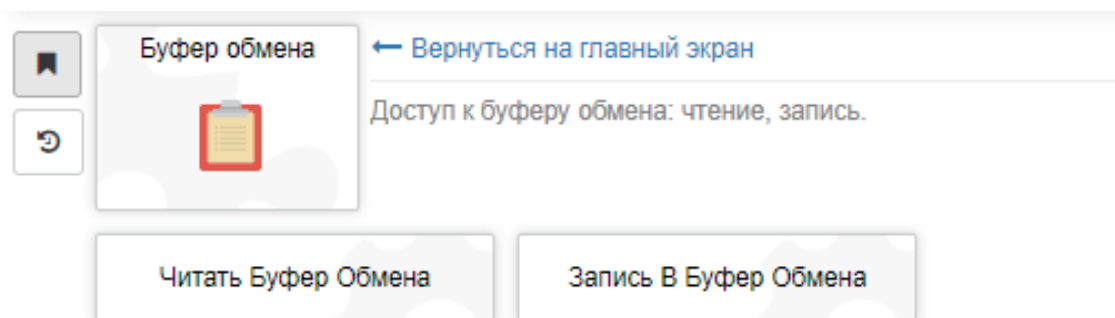 Буфер обмена
Вернуться на главный экран
Доступ к буферу обмена: чтение, запись.
Читать Буфер Обмена
Запись В Буфер Обмена